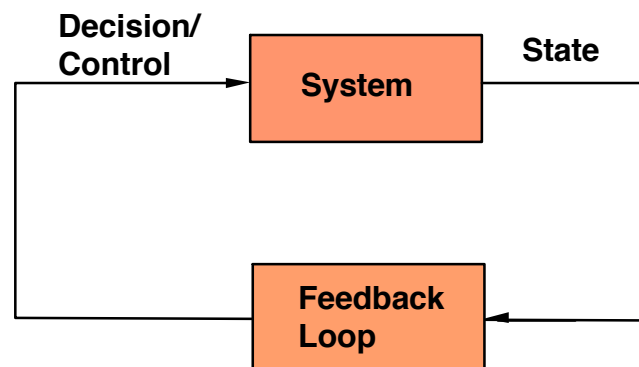 Decision/
Control
System
State
Feedback
Loop